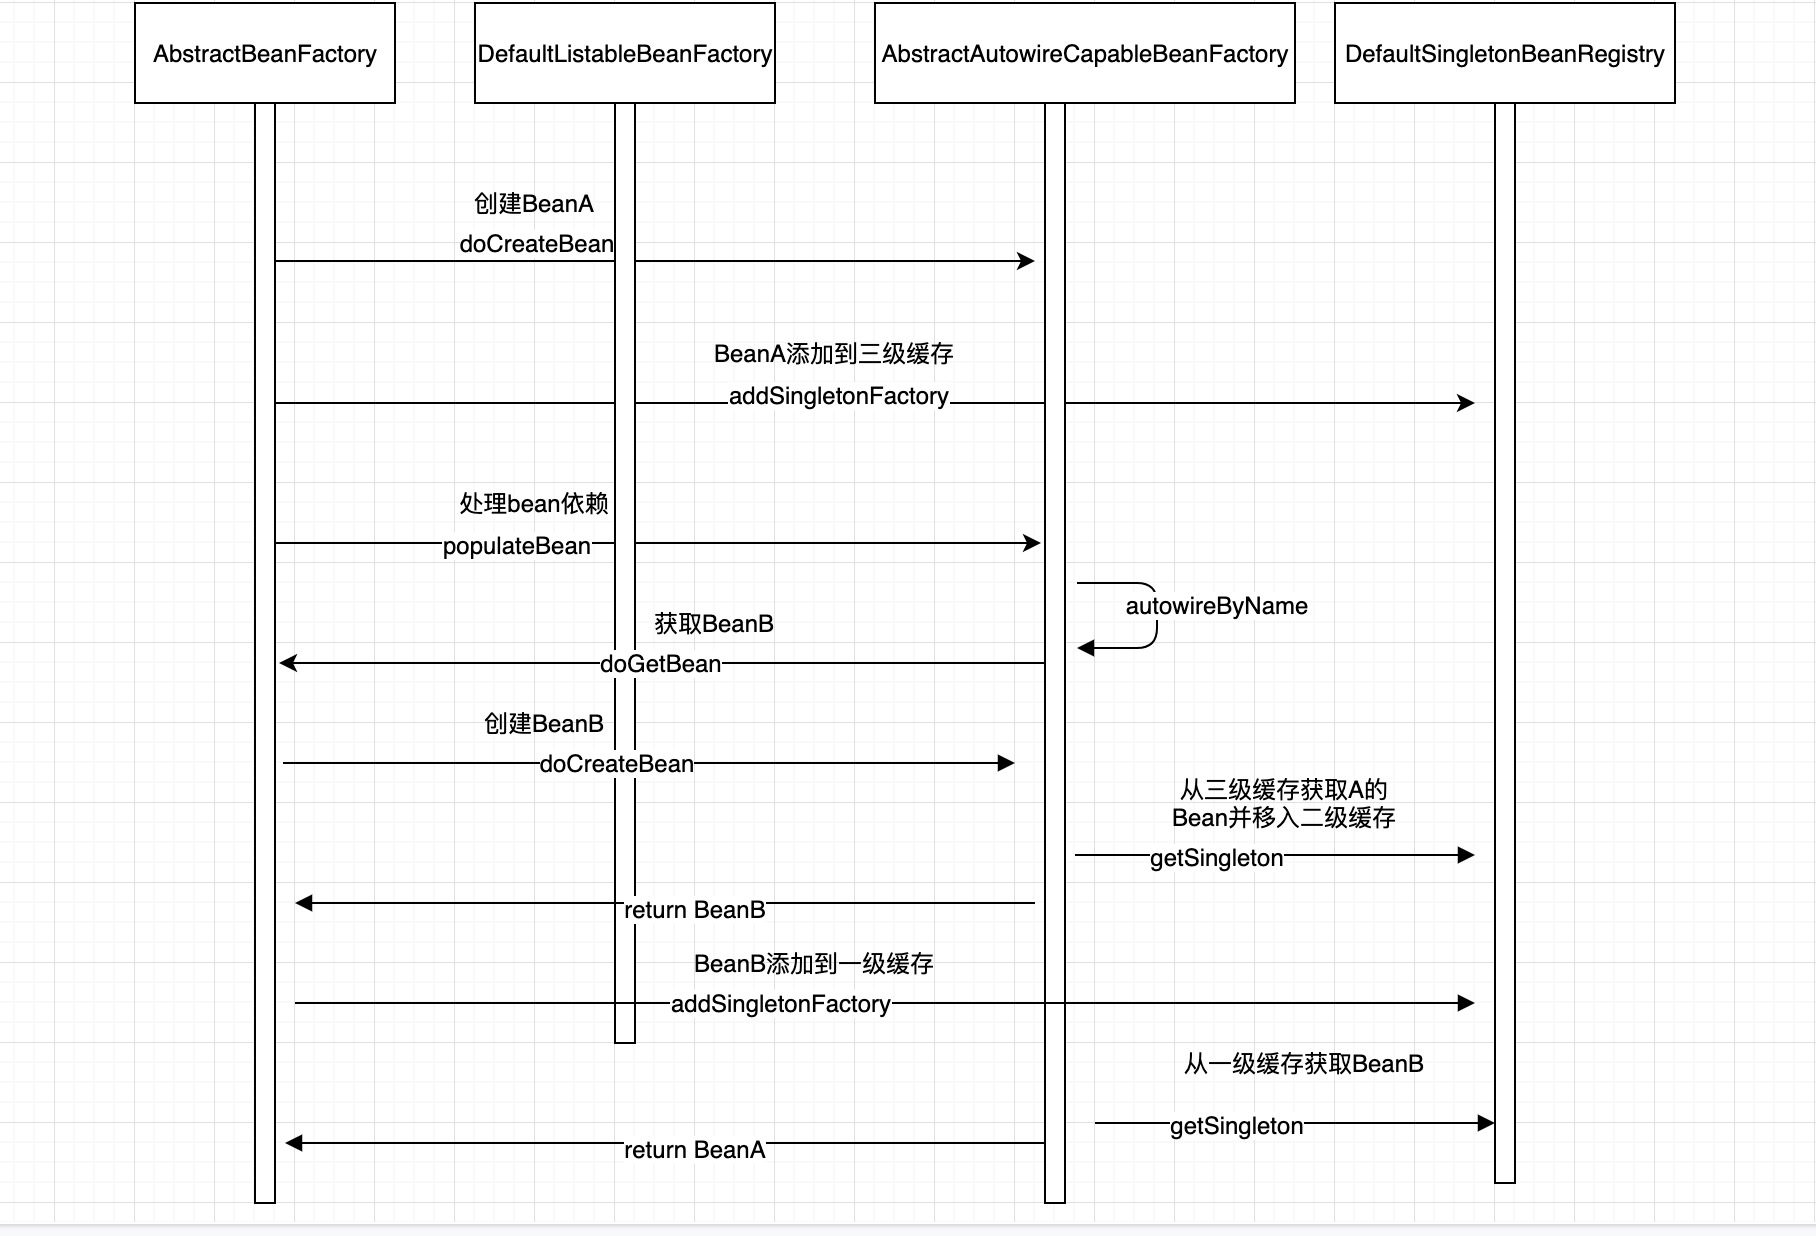 AbstractBeanFactory
DefaultListableBeanFactory
AbstractAutowireCapableBeanFactory
DefaultSingletonBeanRegistry
创建BeanA
doCreateBean
BeanA添加到三级缓存
addSingletonFactory
处理bean依赖
populateBean
autowireByName
获取BeanB
doGetBean
创建BeanB
doCreateBean
从三级缓存获取A的
Bean并移入二级缓存
getSingleton
return BeanB
BeanB添加到一级缓存
addSingletonFactory
从一级缓存获取BeanB
getSingleton
return BeanA